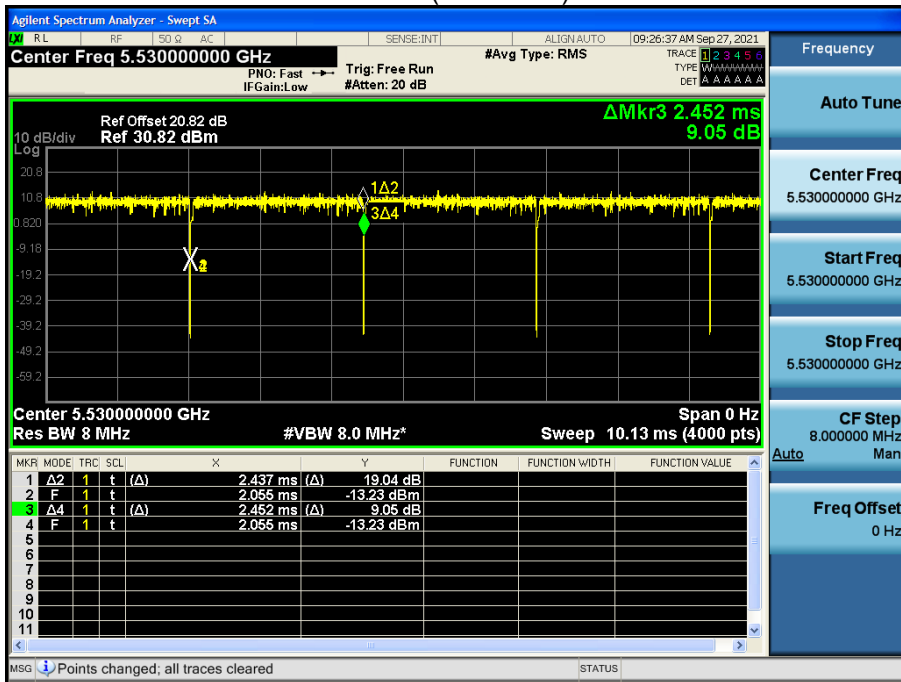 Agilent Spectrum Analyzer - Swept SA
LXI RL RF 50 Ω AC SENSE:INT ALIGN AUTO 09:26:37 AM Sep 27, 2021
Center Freq 5.530000000 GHz
PNO: Fast
IFGain:Low
Trig: Free Run
#Atten: 20 dB
#Avg Type: RMS
TRACE 1 2 3 4 5 6
TYPE WWWWWW
DET A A A A A A
Frequency
Auto Tune
Center Freq
5.530000000 GHz
Start Freq
5.530000000 GHz
Stop Freq
5.530000000 GHz
CF Step
8.000000 MHz
Auto Man
Freq Offset
0 Hz
ΔMkr3 2.452 ms
9.05 dB
Ref Offset 20.82 dB
10 dB/div Ref 30.82 dBm
Log
20.8
10.8
0.820
-9.18
-19.2
-29.2
-39.2
-49.2
-59.2
1Δ2
3Δ4
Center 5.530000000 GHz Span 0 Hz
Res BW 8 MHz #VBW 8.0 MHz* Sweep 10.13 ms (4000 pts)
MKR MODE TRC SCL X Y FUNCTION FUNCTION WIDTH FUNCTION VALUE
1 Δ2 1 t (Δ) 2.437 ms (Δ) 19.04 dB
2 F 1 t 2.055 ms -13.23 dBm
3 Δ4 1 t (Δ) 2.452 ms (Δ) 9.05 dB
4 F 1 t 2.055 ms -13.23 dBm
5
6
7
8
9
10
11
MSG Points changed; all traces cleared STATUS